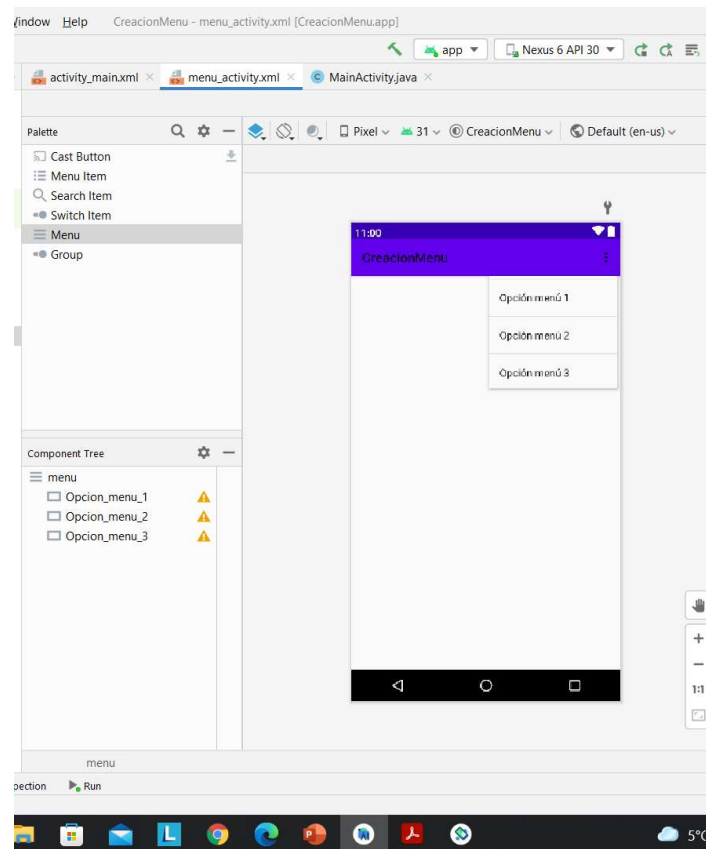 Window Help CreacionMenu - menu_activity.xml [CreacionMenu.app]
app Nexus 6 API 30
activity_main.xml menu_activity.xml C MainActivity.java
Palette
Pixel 31 CreacionMenu Default (en-us)
Cast Button
Menu Item
Search Item
Switch Item
Menu
Group
11:00
CreacionMenu
Opción menú 1
Opción menú 2
Opción menú 3
Component Tree
menu
Opcion_menu_1
Opcion_menu_2
Opcion_menu_3
1:1
menu
pection Run
5°C